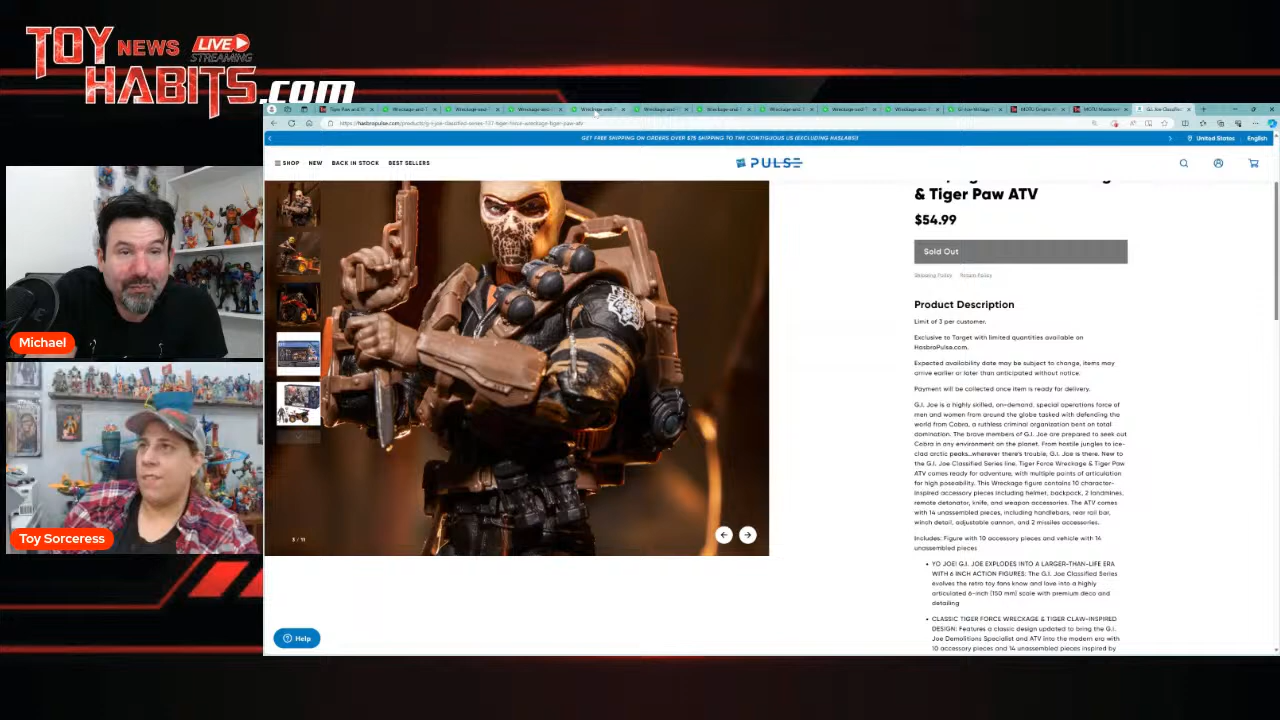 TOY NEWS LIVE
STREAMING
HABITS.com
GET FREE SHIPPING ON ORDERS OVER $75 SHIPPING TO THE CONTIGUOUS US (EXCLUDING HASLABS)
United States
English
SHOP
NEW
BACK IN STOCK
BEST SELLERS
PULSE
& Tiger Paw ATV
$54.99
Sold Out
Shipping Policy
Return Policy
Product Description
Limit of 3 per customer.
Exclusive to Target with limited quantities available on
HasbroPulse.com.
Expected availability date may be subject to change, items may
arrive earlier or later than anticipated without notice.
Payment will be collected once item is ready for delivery.
G.I. Joe is a highly skilled, on-demand, special operations force of
men and women from around the globe tasked with defending the
world from Cobra, a ruthless criminal organization bent on total
domination. The brave members of G.I. Joe are prepared to seek out
Cobra in any environment on the planet. From hostile jungles to ice-
clad arctic peaks...wherever there's trouble, G.I. Joe is there. New to
the G.I. Joe Classified Series line, Tiger Force Wreckage & Tiger Paw
ATV comes ready for adventure, with multiple points of articulation
for high poseability. This Wreckage figure contains 10 character-
inspired accessory pieces including helmet, backpack, 2 landmines,
remote detonator, knife, and weapon accessories. The ATV comes
with 14 unassembled pieces, including handlebars, rear rail bar,
winch detail, adjustable cannon, and 2 missiles accessories.
Includes: Figure with 10 accessory pieces and vehicle with 14
unassembled pieces
• YO JOE! G.I. JOE EXPLODES INTO A LARGER-THAN-LIFE ERA
WITH 6 INCH ACTION FIGURES: The G.I. Joe Classified Series
evolves the retro toy fans know and love into a highly
articulated 6-inch (150 mm) scale with premium deco and
detailing
• CLASSIC TIGER FORCE WRECKAGE & TIGER CLAW-INSPIRED
DESIGN: Features a classic design updated to bring the G.I.
Joe Demolitions Specialist and ATV into the modern era with
10 accessory pieces and 14 unassembled pieces inspired by
3 / 11
Help
Michael
Toy Sorceress